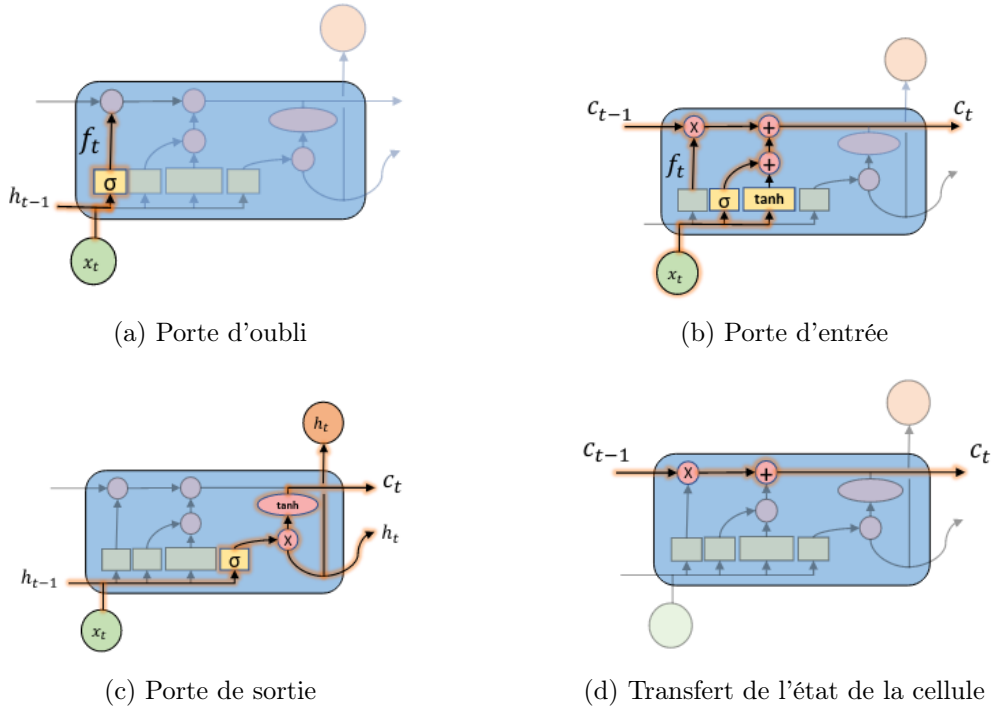 f_t
σ
h_{t-1}
x_t
(a) Porte d'oubli
c_{t-1}
c_t
x
+
f_t
+
σ
tanh
x_t
(b) Porte d'entrée
h_t
c_t
tanh
x
h_t
σ
h_{t-1}
x_t
(c) Porte de sortie
c_{t-1}
c_t
x
+
(d) Transfert de l'état de la cellule